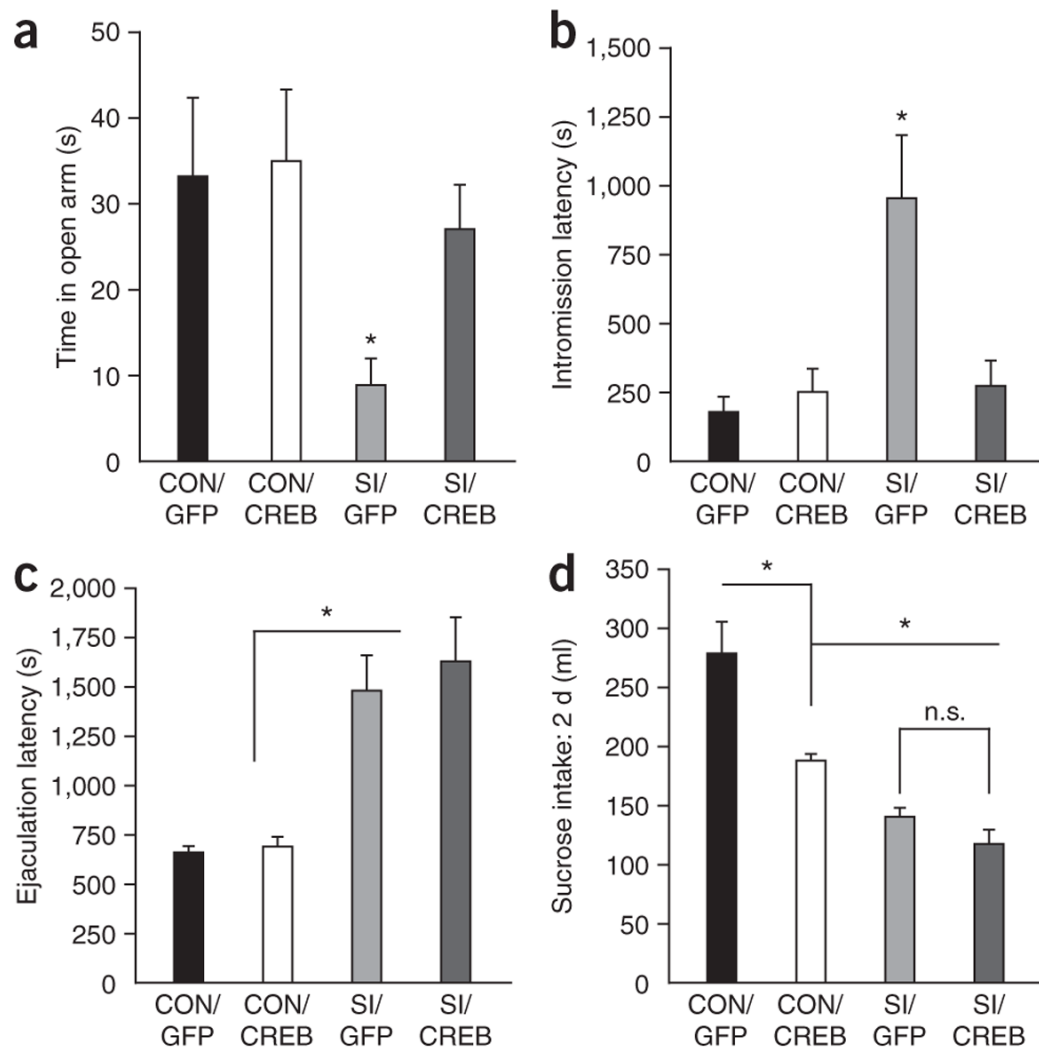 a
Time in open arm (s)
50
40
30
20
10
0
*
CON/ CON/ SI/ SI/
GFP CREB GFP CREB
b
Intromission latency (s)
1,500
1,250
1,000
750
500
250
0
*
CON/ CON/ SI/ SI/
GFP CREB GFP CREB
c
Ejaculation latency (s)
2,000
1,750
1,500
1,250
1,000
750
500
250
0
*
CON/ CON/ SI/ SI/
GFP CREB GFP CREB
d
Sucrose intake: 2 d (ml)
350
300
250
200
150
100
50
0
*
*
n.s.
CON/ CON/ SI/ SI/
GFP CREB GFP CREB